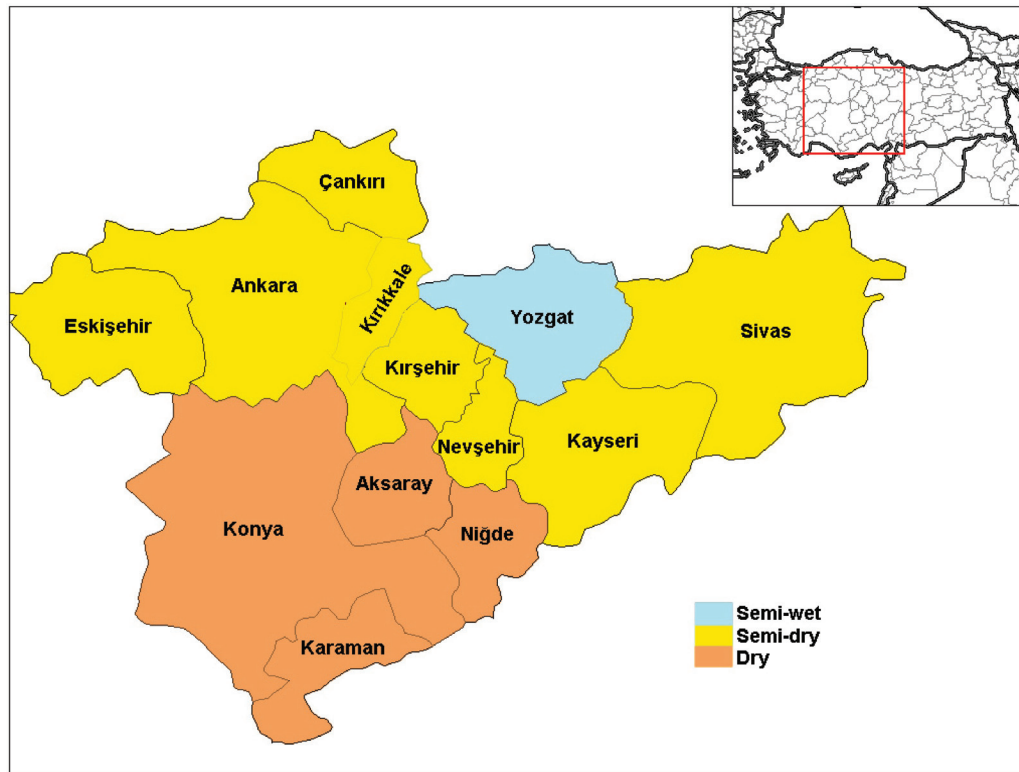 Çankırı
Ankara
Kırıkkale
Eskişehir
Yozgat
Sivas
Kırşehir
Nevşehir
Kayseri
Aksaray
Konya
Niğde
Karaman
Semi-wet
Semi-dry
Dry